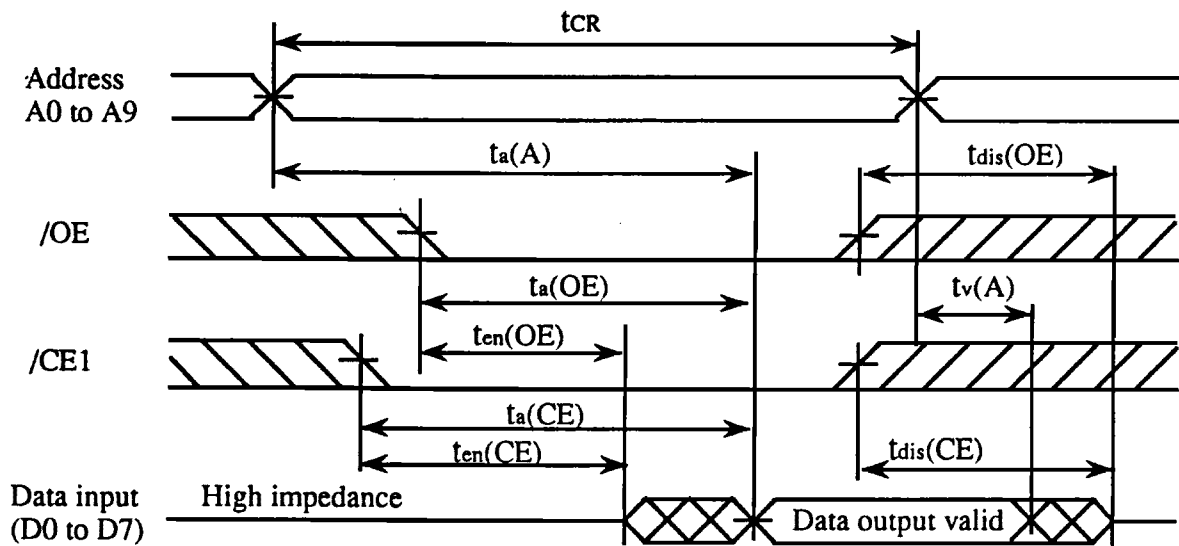 tCR
Address
A0 to A9
ta(A)
tdis(OE)
/OE
ta(OE)
tv(A)
ten(OE)
/CE1
ta(CE)
ten(CE)
tdis(CE)
Data input
(D0 to D7)
High impedance
Data output valid